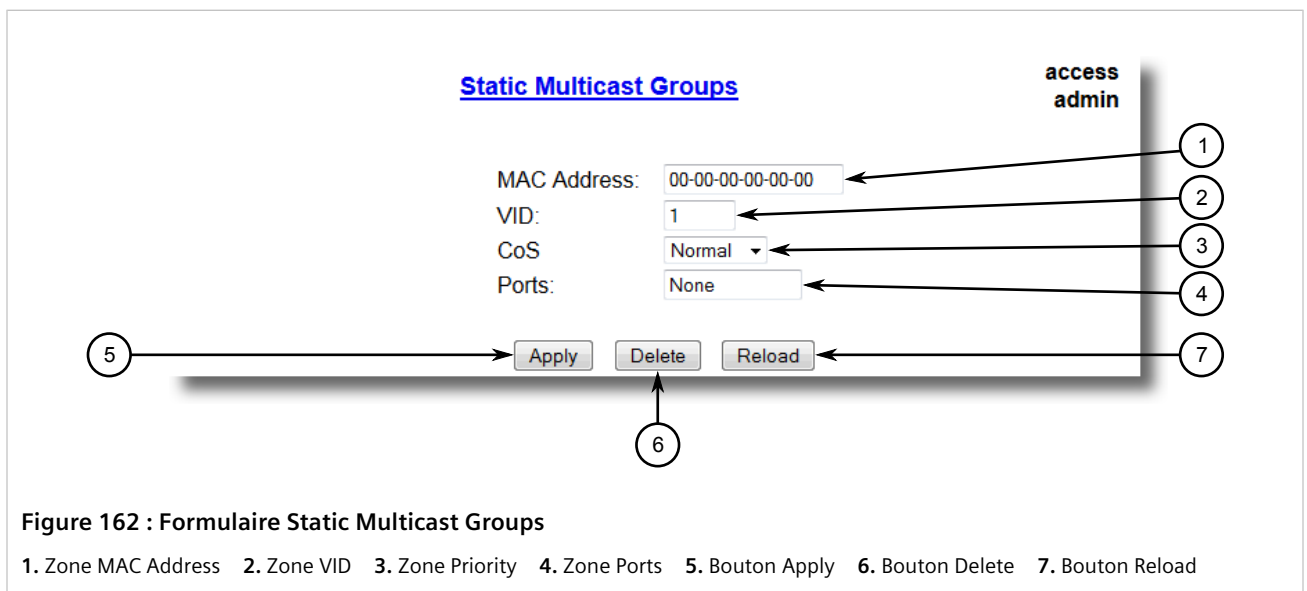 Static Multicast Groups
access
admin
MAC Address: 00-00-00-00-00-00
VID: 1
CoS Normal
Ports: None
Apply Delete Reload
1
2
3
4
5
6
7
Figure 162 : Formulaire Static Multicast Groups
1. Zone MAC Address 2. Zone VID 3. Zone Priority 4. Zone Ports 5. Bouton Apply 6. Bouton Delete 7. Bouton Reload